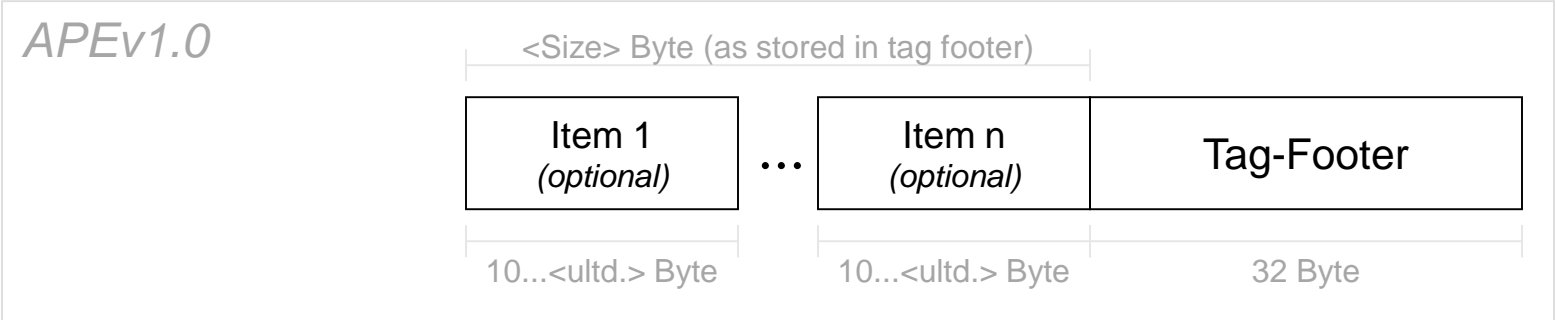 APEv1.0
<Size> Byte (as stored in tag footer)
Item 1
(optional)
...
Item n
(optional)
Tag-Footer
10...<ultd.> Byte
10...<ultd.> Byte
32 Byte